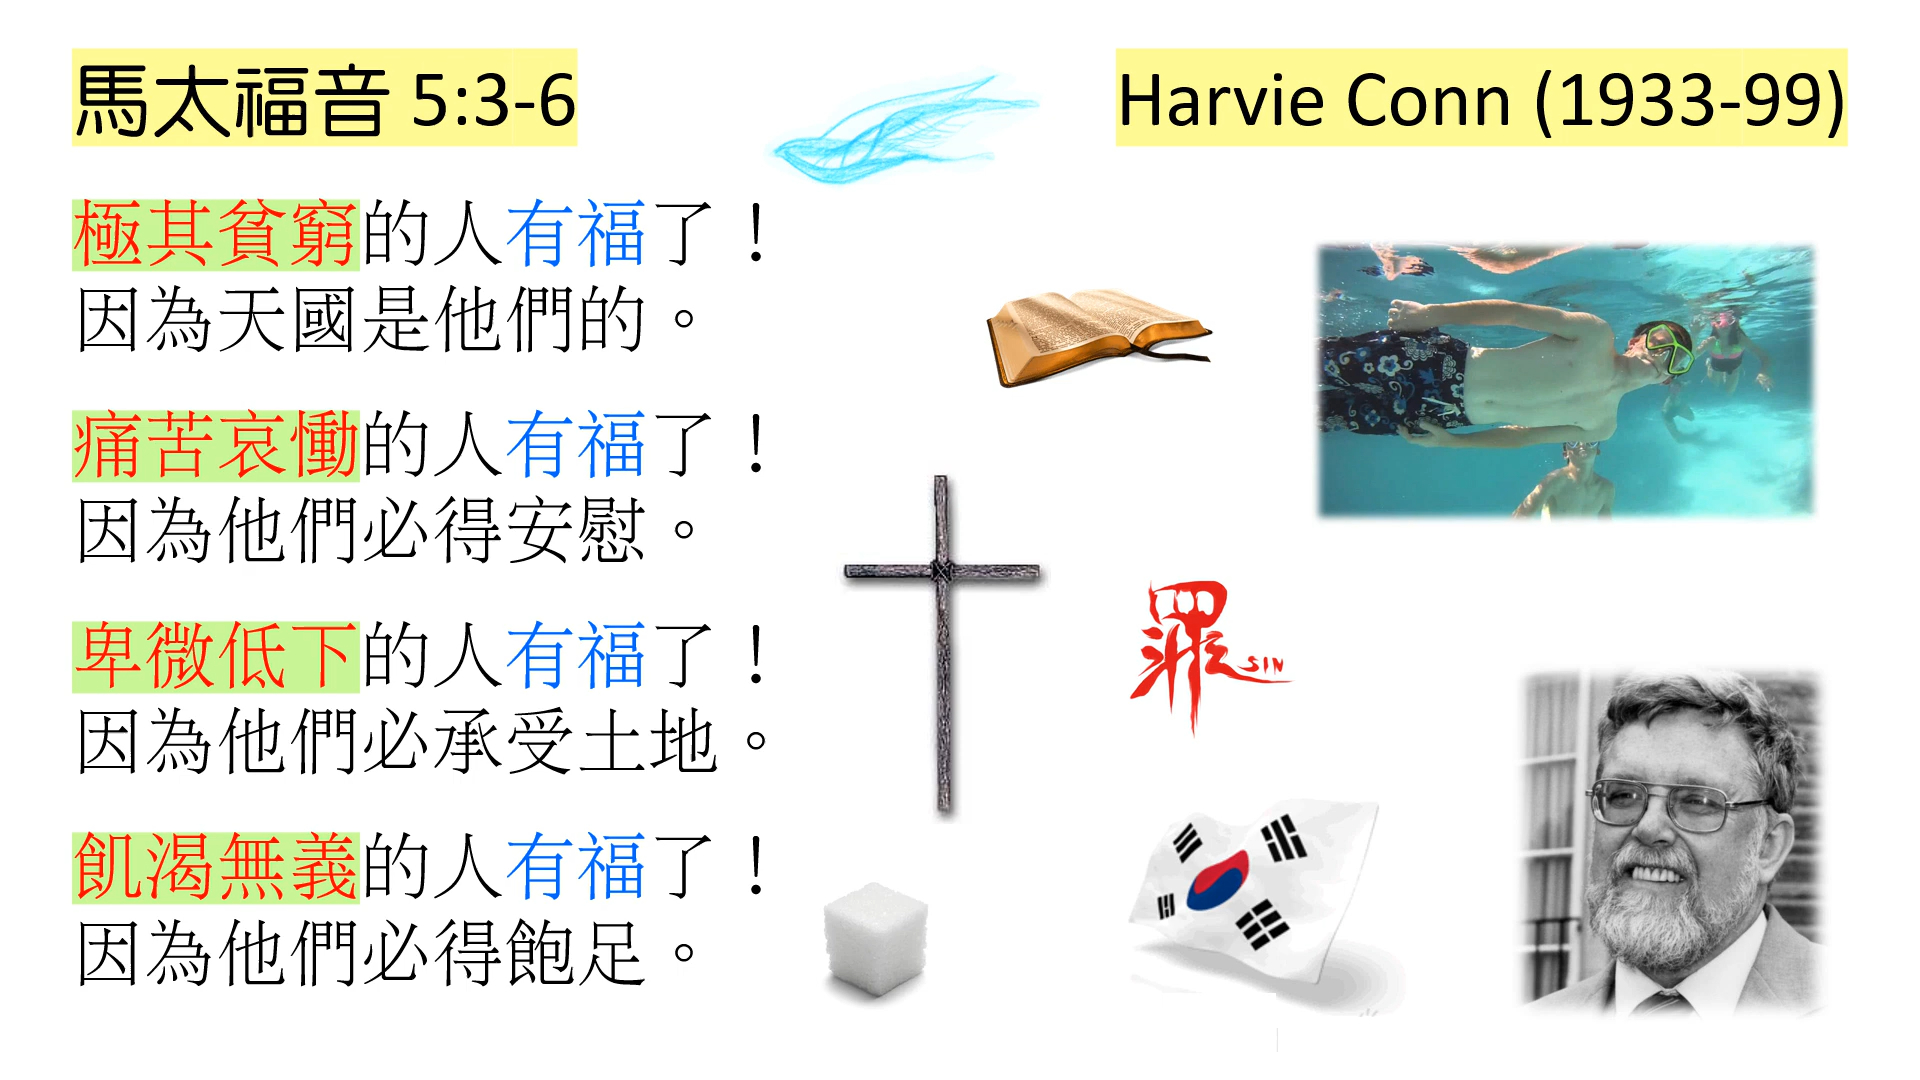 馬太福音 5:3-6
Harvie Conn (1933-99)
極其貧窮的人有福了！
因為天國是他們的。
痛苦哀慟的人有福了！
因為他們必得安慰。
卑微低下的人有福了！
因為他們必承受土地。
飢渴無義的人有福了！
因為他們必得飽足。
罪
SIN